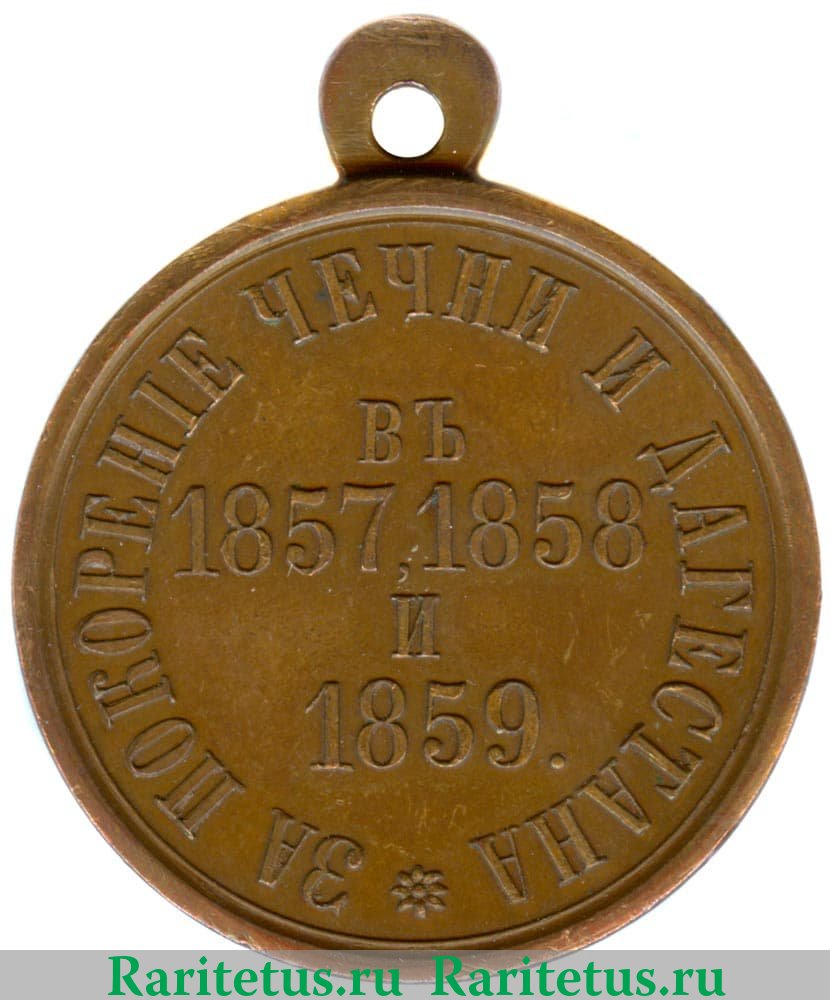 ЗА ПОКОРЕНІЕ ЧЕЧНИ И ДАГЕСТАНА
ВЪ
1857, 1858
И
1859.
Raritetus.ru Raritetus.ru